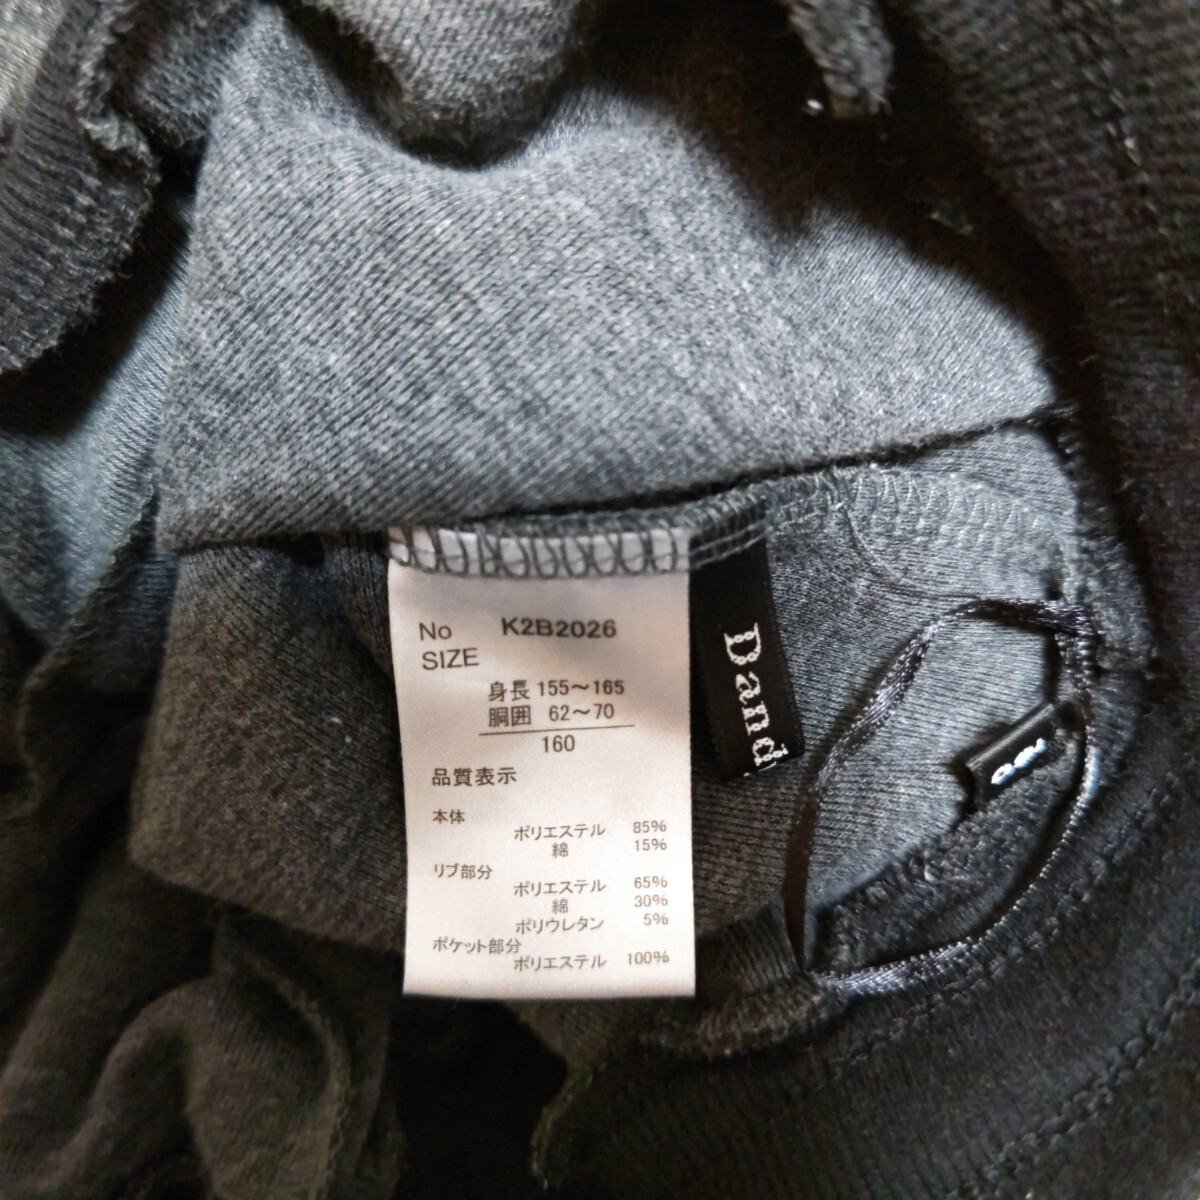 No K2B2026
SIZE
身長 155～165
胴囲 62～70
160
品質表示
本体
ポリエステル 85%
綿 15%
リブ部分
ポリエステル 65%
綿 30%
ポリウレタン 5%
ポケット部分
ポリエステル 100%
Dand